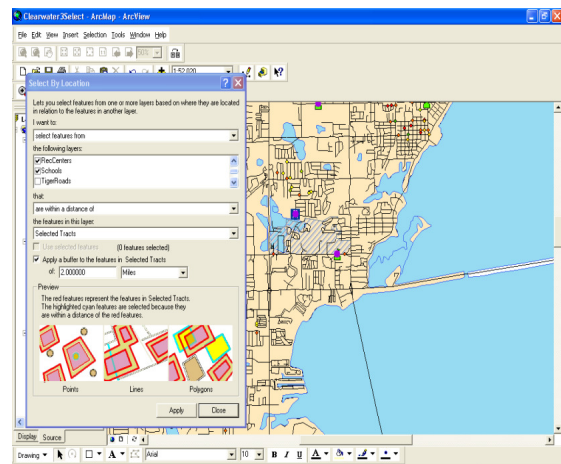 Clearwater3Select - ArcMap - ArcView
File Edit View Insert Selection Tools Window Help
1:52,020
Select By Location
Lets you select features from one or more layers based on where they are located
in relation to the features in another layer.
I want to:
select features from
the following layers:
RecCenters
Schools
TigerRoads
that:
are within a distance of
the features in this layer:
Selected Tracts
Use selected features (0 features selected)
Apply a buffer to the features in Selected Tracts
of: 2.000000 Miles
Preview
The red features represent the features in Selected Tracts.
The highlighted cyan features are selected because they
are within a distance of the red features.
Points Lines Polygons
Apply Close
Display Source
Drawing A Arial 10 B I U A